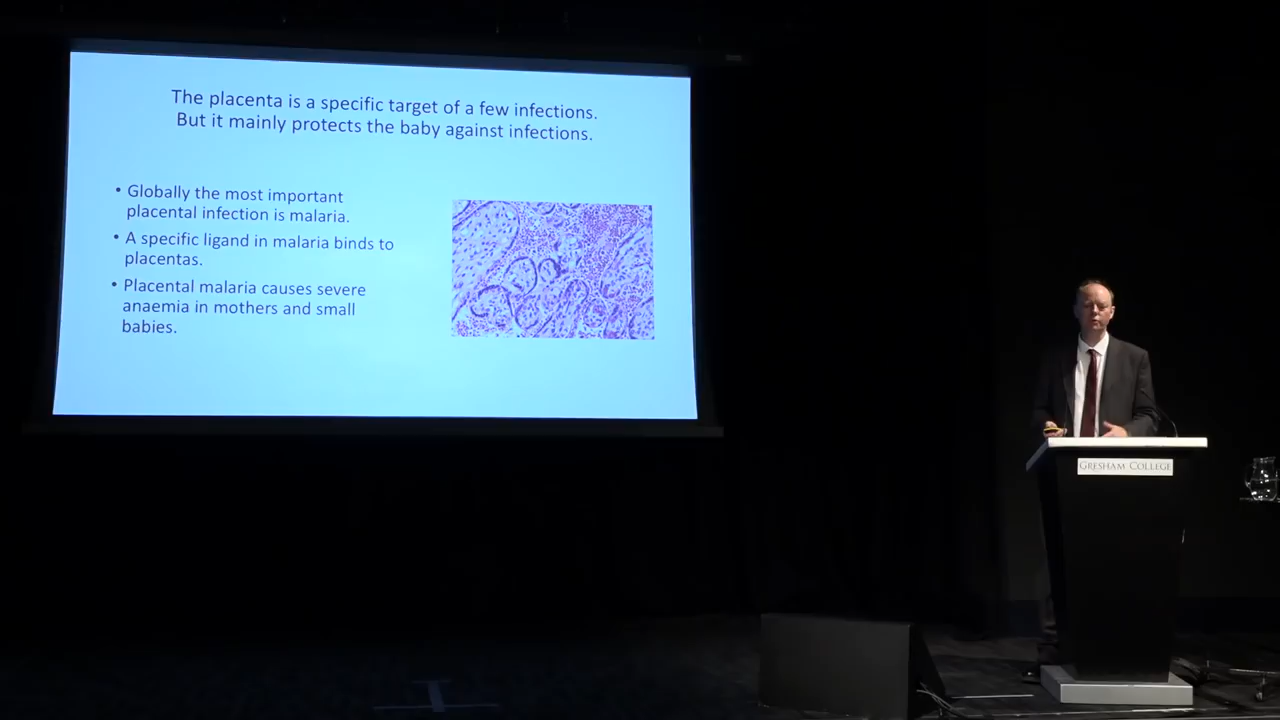 The placenta is a specific target of a few infections.
But it mainly protects the baby against infections.
• Globally the most important
placental infection is malaria.
• A specific ligand in malaria binds to
placentas.
• Placental malaria causes severe
anaemia in mothers and small
babies.
GRESHAM COLLEGE